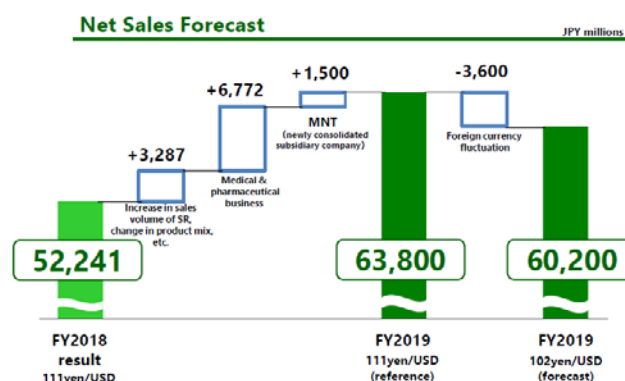 Net Sales Forecast
JPY millions
+6,772
+1,500
-3,600
MNT
(newly consolidated
subsidiary company)
Foreign currency
fluctuation
+3,287
Medical &
pharmaceutical
business
Increase in sales
volume of SR,
change in product mix,
etc.
52,241
63,800
60,200
FY2018
result
111yen/USD
FY2019
111yen/USD
(reference)
FY2019
102yen/USD
(forecast)